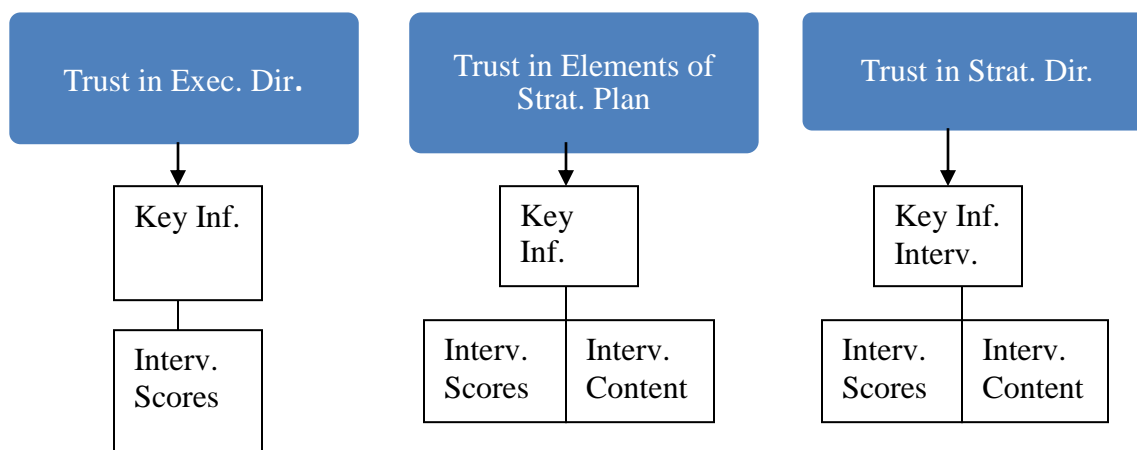 Trust in Exec. Dir.
Trust in Elements of
Strat. Plan
Trust in Strat. Dir.
Key Inf.
Key
Inf.
Key Inf.
Interv.
Interv.
Scores
Interv.
Scores
Interv.
Content
Interv.
Scores
Interv.
Content